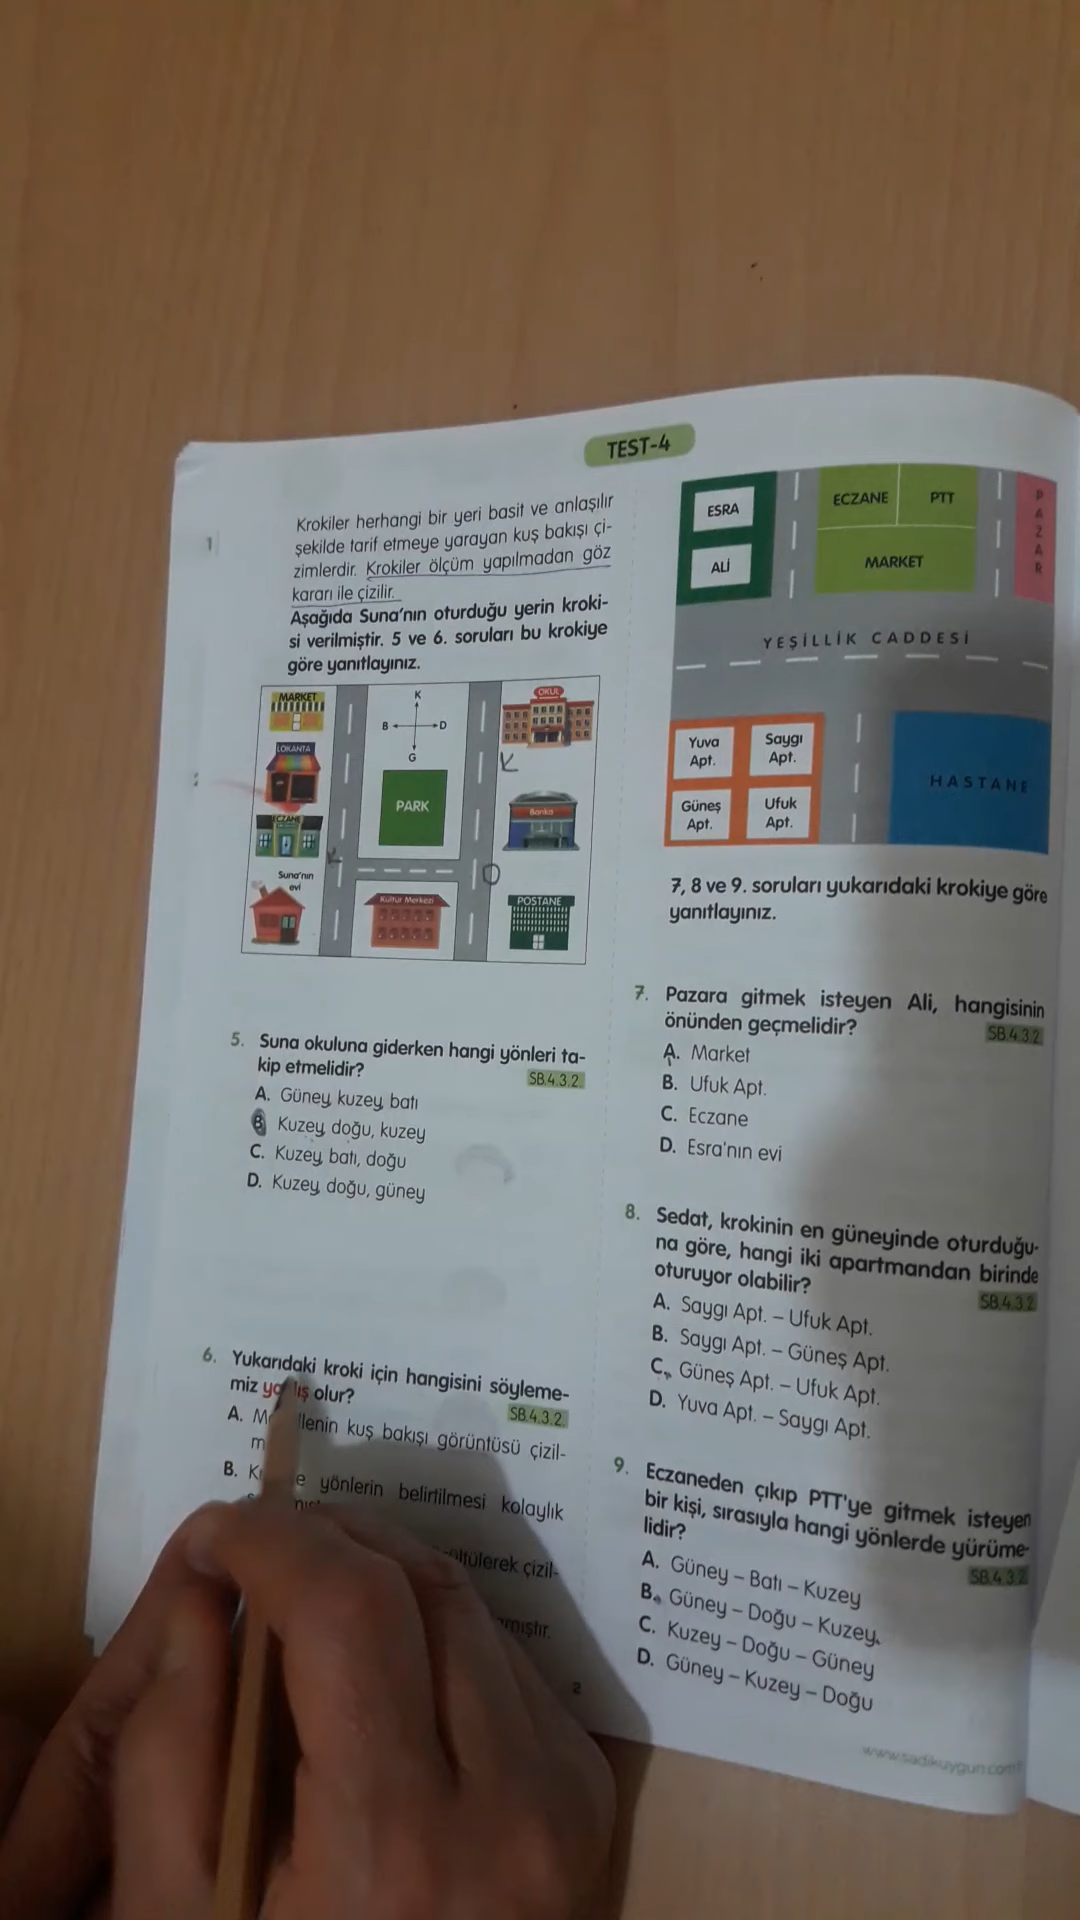 TEST-4
1
Krokiler herhangi bir yeri basit ve anlaşılır
şekilde tarif etmeye yarayan kuş bakışı çi-
zimlerdir. Krokiler ölçüm yapılmadan göz
kararı ile çizilir.
Aşağıda Suna'nın oturduğu yerin kroki-
si verilmiştir. 5 ve 6. soruları bu krokiye
göre yanıtlayınız.
MARKET
LOKANTA
ECZANE
Suna'nın
evi
K
B D
G
PARK
Kültür Merkezi
OKUL
K
Banka
K
D
POSTANE
5. Suna okuluna giderken hangi yönleri ta-
kip etmelidir?
SB.4.3.2.
A. Güney, kuzey, batı
B Kuzey, doğu, kuzey
C. Kuzey, batı, doğu
D. Kuzey, doğu, güney
6. Yukarıdaki kroki için hangisini söyleme-
miz olur?
SB.4.3.2.
A. kuş bakışı görüntüsü çizil-
B. yönlerin belirtilmesi kolaylık
çizil-
2
ESRA
ALİ
ECZANE
PTT
MARKET
PAZAR
YEŞİLLİK CADDESİ
Yuva
Apt.
Saygı
Apt.
Güneş
Apt.
Ufuk
Apt.
HASTANE
7, 8 ve 9. soruları yukarıdaki krokiye göre
yanıtlayınız.
7. Pazara gitmek isteyen Ali, hangisinin
önünden geçmelidir?
SB.4.3.2.
A. Market
B. Ufuk Apt.
C. Eczane
D. Esra'nın evi
8. Sedat, krokinin en güneyinde oturduğu-
na göre, hangi iki apartmandan birinde
oturuyor olabilir?
SB.4.3.2.
A. Saygı Apt. – Ufuk Apt.
B. Saygı Apt. – Güneş Apt.
C. Güneş Apt. – Ufuk Apt.
D. Yuva Apt. – Saygı Apt.
9. Eczaneden çıkıp PTT'ye gitmek isteyen
bir kişi, sırasıyla hangi yönlerde yürüme-
lidir?
SB.4.3.2.
A. Güney – Batı – Kuzey
B. Güney – Doğu – Kuzey
C. Kuzey – Doğu – Güney
D. Güney – Kuzey – Doğu
www.sadikuygun.com